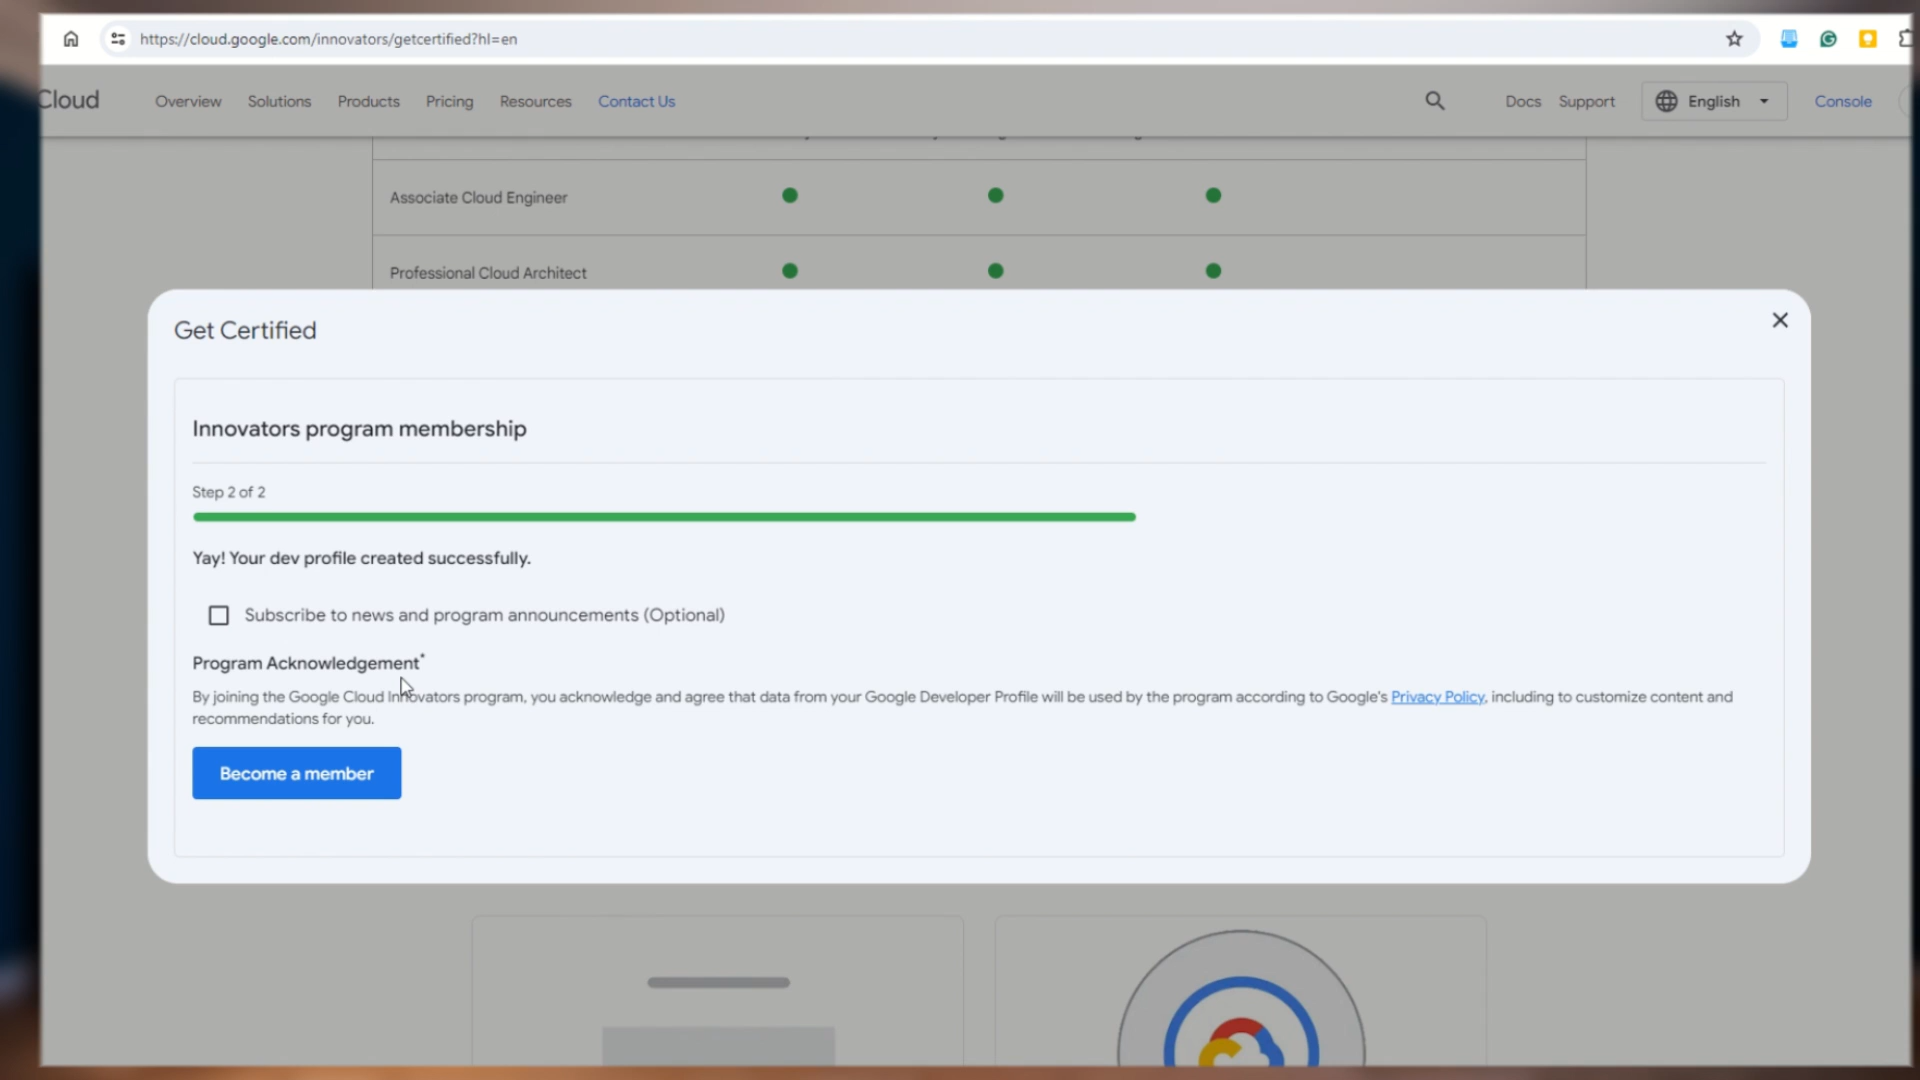 https://cloud.google.com/innovators/getcertified?hl=en
Cloud Overview Solutions Products Pricing Resources Contact Us Docs Support English Console
Associate Cloud Engineer
Professional Cloud Architect
Get Certified
Innovators program membership
Step 2 of 2
Yay! Your dev profile created successfully.
Subscribe to news and program announcements (Optional)
Program Acknowledgement*
By joining the Google Cloud Innovators program, you acknowledge and agree that data from your Google Developer Profile will be used by the program according to Google's Privacy Policy, including to customize content and
recommendations for you.
Become a member